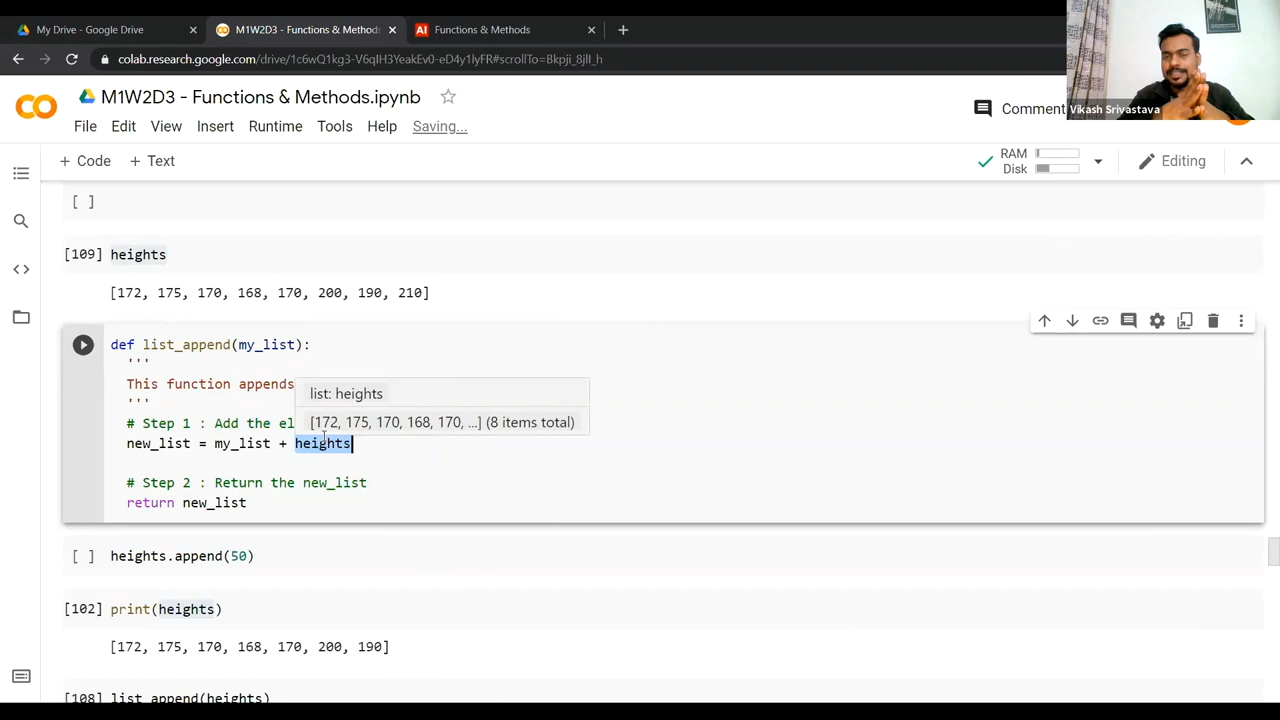 My Drive - Google Drive
M1W2D3 - Functions & Methods
Functions & Methods
colab.research.google.com/drive/1c6wQ1kg3-V6qIH3YeakEv0-eD4y1lyFR#scrollTo=Bkpji_8jlI_h
Vikash Srivastava
CO
M1W2D3 - Functions & Methods.ipynb
Comment
File Edit View Insert Runtime Tools Help Saving...
+ Code + Text
RAM
Disk
Editing
[ ]
[109] heights
[172, 175, 170, 168, 170, 200, 190, 210]
def list_append(my_list):
'''
This function appends
'''
list: heights
[172, 175, 170, 168, 170, ...] (8 items total)
# Step 1 : Add the el
new_list = my_list + heights
# Step 2 : Return the new_list
return new_list
[ ] heights.append(50)
[102] print(heights)
[172, 175, 170, 168, 170, 200, 190]
[108] list_append(heights)